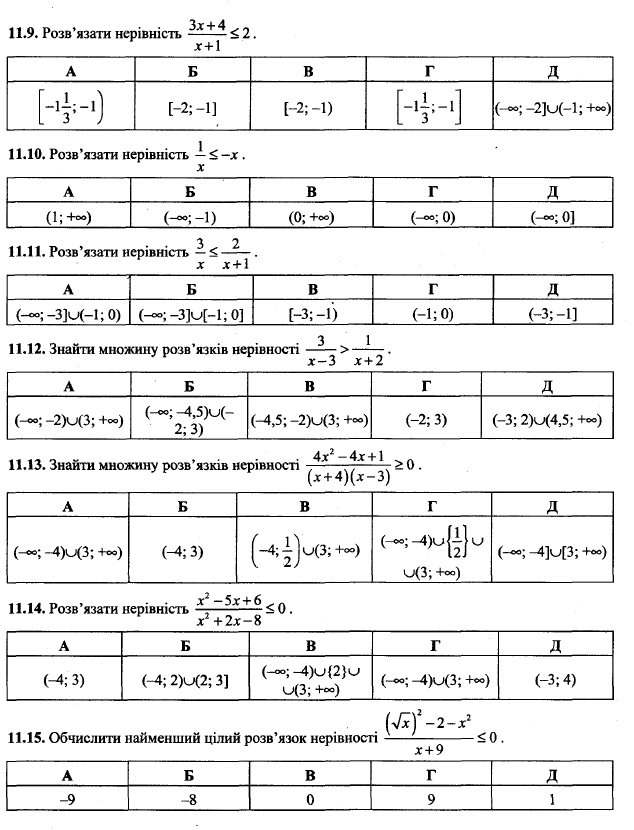 11.9. Розв’язати нерівність (3x+4)/(x+1) ≤ 2 .
А Б В Г Д
[−1 1/3; −1) [−2; −1] [−2; −1) [−1 1/3; −1] (−∞; −2]∪(−1; +∞)
11.10. Розв’язати нерівність 1/x ≤ −x .
А Б В Г Д
(1; +∞) (−∞; −1) (0; +∞) (−∞; 0) (−∞; 0]
11.11. Розв’язати нерівність 3/x ≤ 2/(x+1) .
А Б В Г Д
(−∞; −3]∪(−1; 0) (−∞; −3]∪[−1; 0] [−3; −1) (−1; 0) (−3; −1]
11.12. Знайти множину розв’язків нерівності 3/(x−3) > 1/(x+2) .
А Б В Г Д
(−∞; −2)∪(3; +∞) (−∞; −4,5)∪(−2; 3) (−4,5; −2)∪(3; +∞) (−2; 3) (−3; 2)∪(4,5; +∞)
11.13. Знайти множину розв’язків нерівності (4x²−4x+1)/((x+4)(x−3)) ≥ 0 .
А Б В Г Д
(−∞; −4)∪(3; +∞) (−4; 3) (−4; 1/2)∪(3; +∞) (−∞; −4)∪{1/2}∪ ∪(3; +∞) (−∞; −4]∪[3; +∞)
11.14. Розв’язати нерівність (x²−5x+6)/(x²+2x−8) ≤ 0 .
А Б В Г Д
(−4; 3) (−4; 2)∪(2; 3] (−∞; −4)∪{2}∪ ∪(3; +∞) (−∞; −4)∪(3; +∞) (−3; 4)
11.15. Обчислити найменший цілий розв’язок нерівності ((√x)²−2−x²)/(x+9) ≤ 0 .
А Б В Г Д
−9 −8 0 9 1